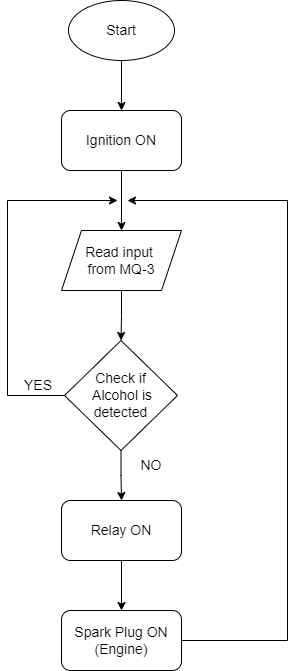 Start
Ignition ON
Read input
from MQ-3
Check if
Alcohol is
detected
YES
NO
Relay ON
Spark Plug ON
(Engine)